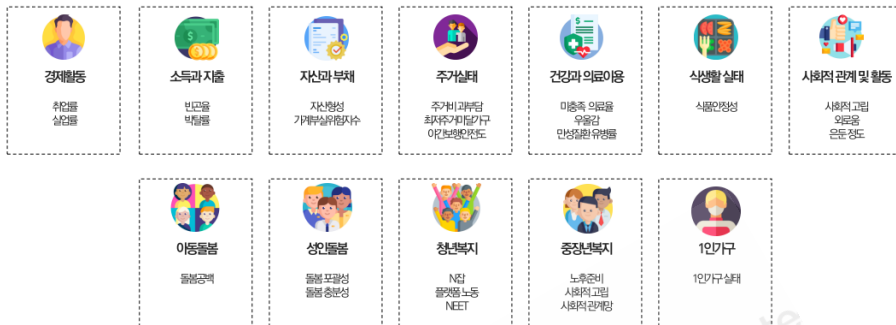 경제활동
취업률
실업률
소득과 지출
빈곤율
박탈률
자산과 부채
자산형성
가계부실위험지수
주거실태
주거비 과부담
최저주거미달가구
야간보행안전도
건강과 의료이용
미충족 의료율
우울감
만성질환 유병률
식생활 실태
식품안정성
사회적 관계 및 활동
사회적 고립
외로움
은둔 정도
아동돌봄
돌봄공백
성인돌봄
돌봄 포괄성
돌봄 충분성
청년복지
N잡
플랫폼 노동
NEET
중장년복지
노후준비
사회적 고립
사회적 관계망
1인가구
1인가구 실태